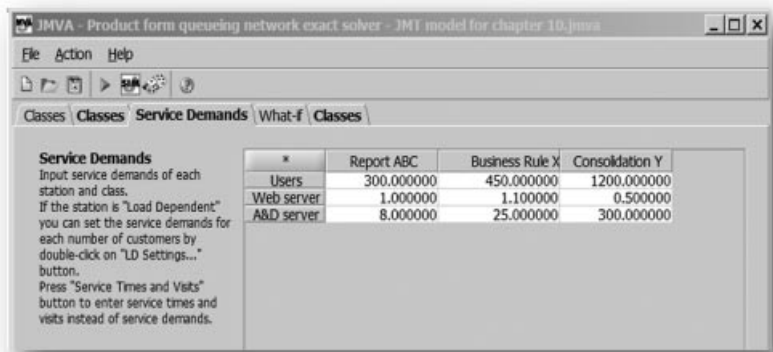 JMVA - Product form queueing network exact solver - JMT model for chapter 10.jmva
File Action Help
Classes Classes Service Demands What-if Classes
Service Demands
Input service demands of each
station and class.
If the station is "Load Dependent"
you can set the service demands for
each number of customers by
double-click on "LD Settings..."
button.
Press "Service Times and Visits"
button to enter service times and
visits instead of service demands.
* Report ABC Business Rule X Consolidation Y
Users 300.000000 450.000000 1200.000000
Web server 1.000000 1.100000 0.500000
A&D server 8.000000 25.000000 300.000000